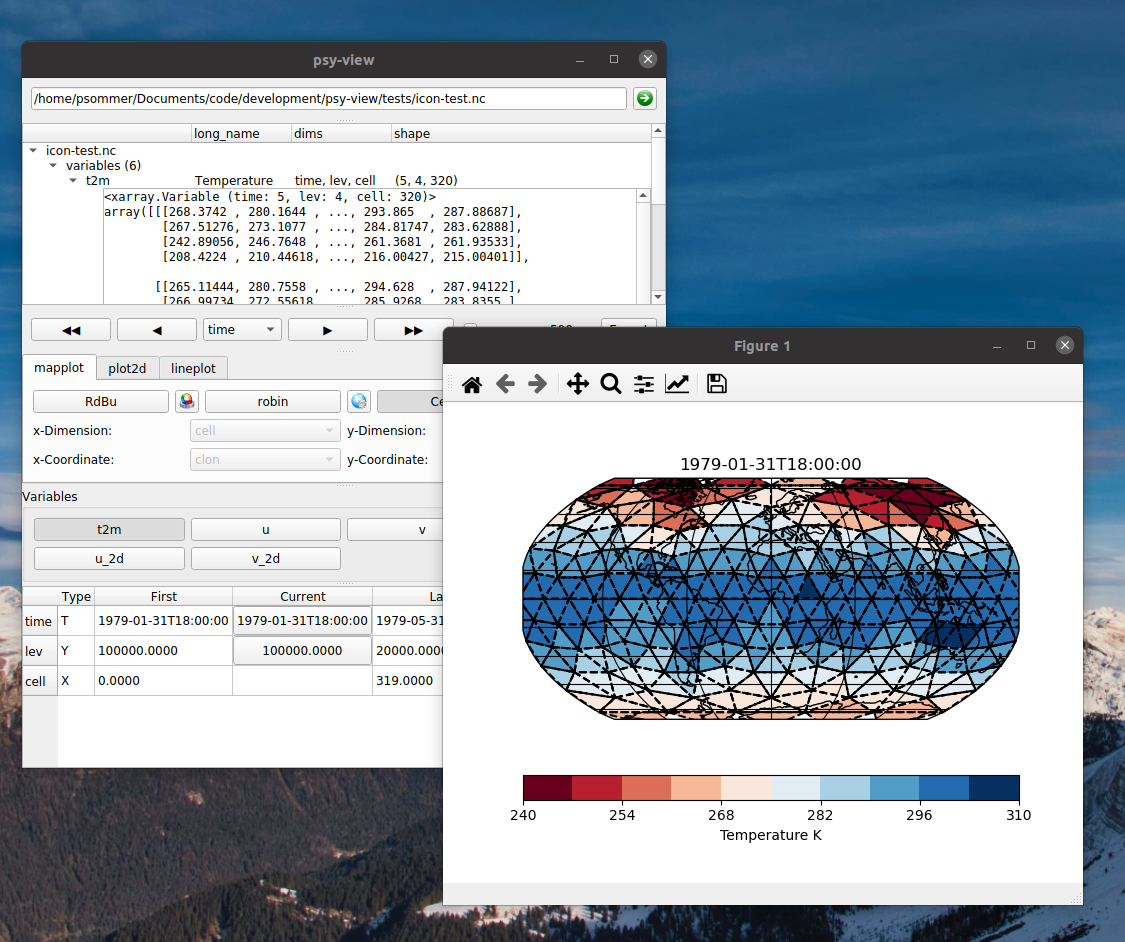 psy-view
/home/psommer/Documents/code/development/psy-view/tests/icon-test.nc
long_name dims shape
icon-test.nc
variables (6)
t2m Temperature time, lev, cell (5, 4, 320)
<xarray.Variable (time: 5, lev: 4, cell: 320)>
array([[[268.3742 , 280.1644 , ..., 293.865  , 287.88687],
[267.51276, 273.1077 , ..., 284.81747, 283.62888],
[242.89056, 246.7648 , ..., 261.3681 , 261.93533],
[208.4224 , 210.44618, ..., 216.00427, 215.00401]],
[[265.11444, 280.7558 , ..., 294.628  , 287.94122],
[266.99734, 272.55618, ..., 285.9268, 283.8355 ]
time
mapplot plot2d lineplot
RdBu robin Ce
x-Dimension: cell y-Dimension:
x-Coordinate: clon y-Coordinate:
Variables
t2m u v
u_2d v_2d
Type First Current La
time T 1979-01-31T18:00:00 1979-01-31T18:00:00 1979-05-31
lev Y 100000.0000 100000.0000 20000.000
cell X 0.0000 319.0000
Figure 1
1979-01-31T18:00:00
240 254 268 282 296 310
Temperature K